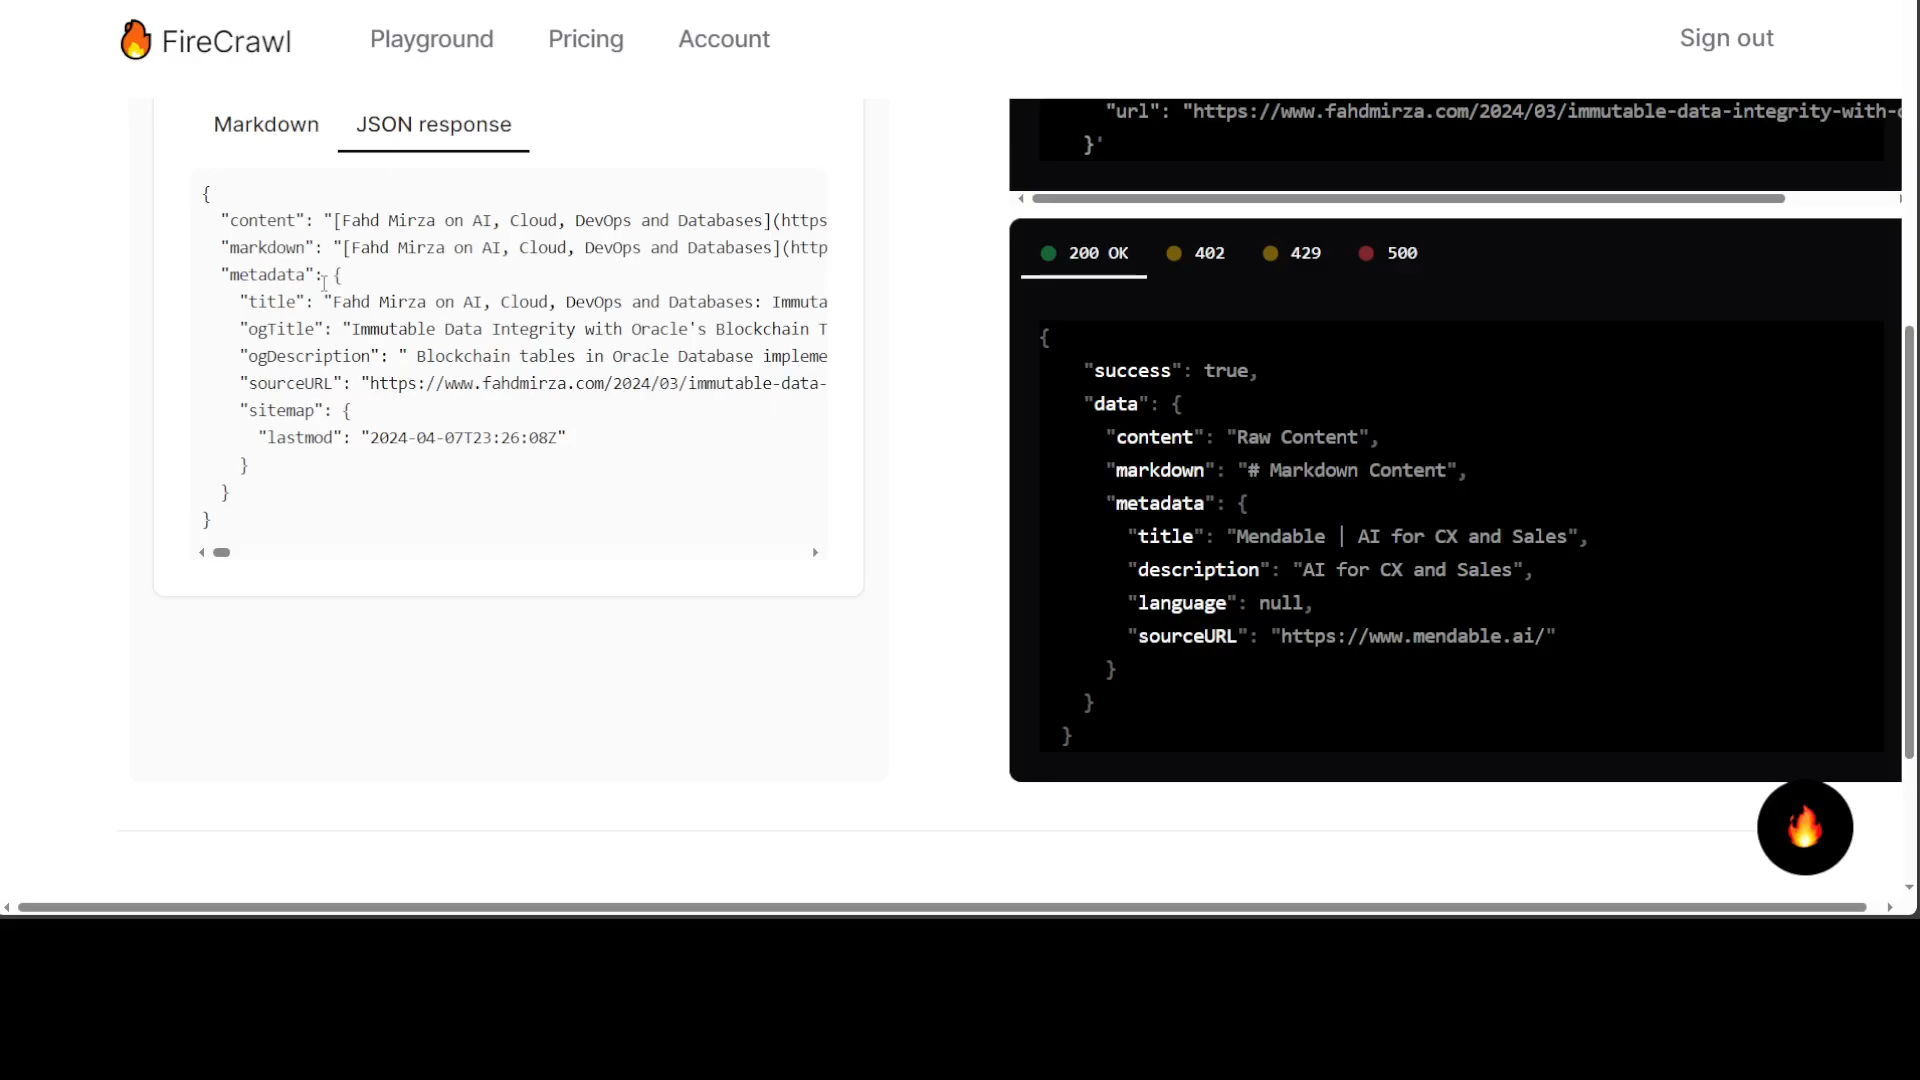 FireCrawl
Playground
Pricing
Account
Sign out
Markdown
JSON response
{
"content": "[Fahd Mirza on AI, Cloud, DevOps and Databases](https
"markdown": "[Fahd Mirza on AI, Cloud, DevOps and Databases](http
"metadata": {
"title": "Fahd Mirza on AI, Cloud, DevOps and Databases: Immuta
"ogTitle": "Immutable Data Integrity with Oracle's Blockchain T
"ogDescription": " Blockchain tables in Oracle Database impleme
"sourceURL": "https://www.fahdmirza.com/2024/03/immutable-data-
"sitemap": {
"lastmod": "2024-04-07T23:26:08Z"
}
}
}
"url": "https://www.fahdmirza.com/2024/03/immutable-data-integrity-with-
}'
200 OK
402
429
500
{
"success": true,
"data": {
"content": "Raw Content",
"markdown": "# Markdown Content",
"metadata": {
"title": "Mendable | AI for CX and Sales",
"description": "AI for CX and Sales",
"language": null,
"sourceURL": "https://www.mendable.ai/"
}
}
}